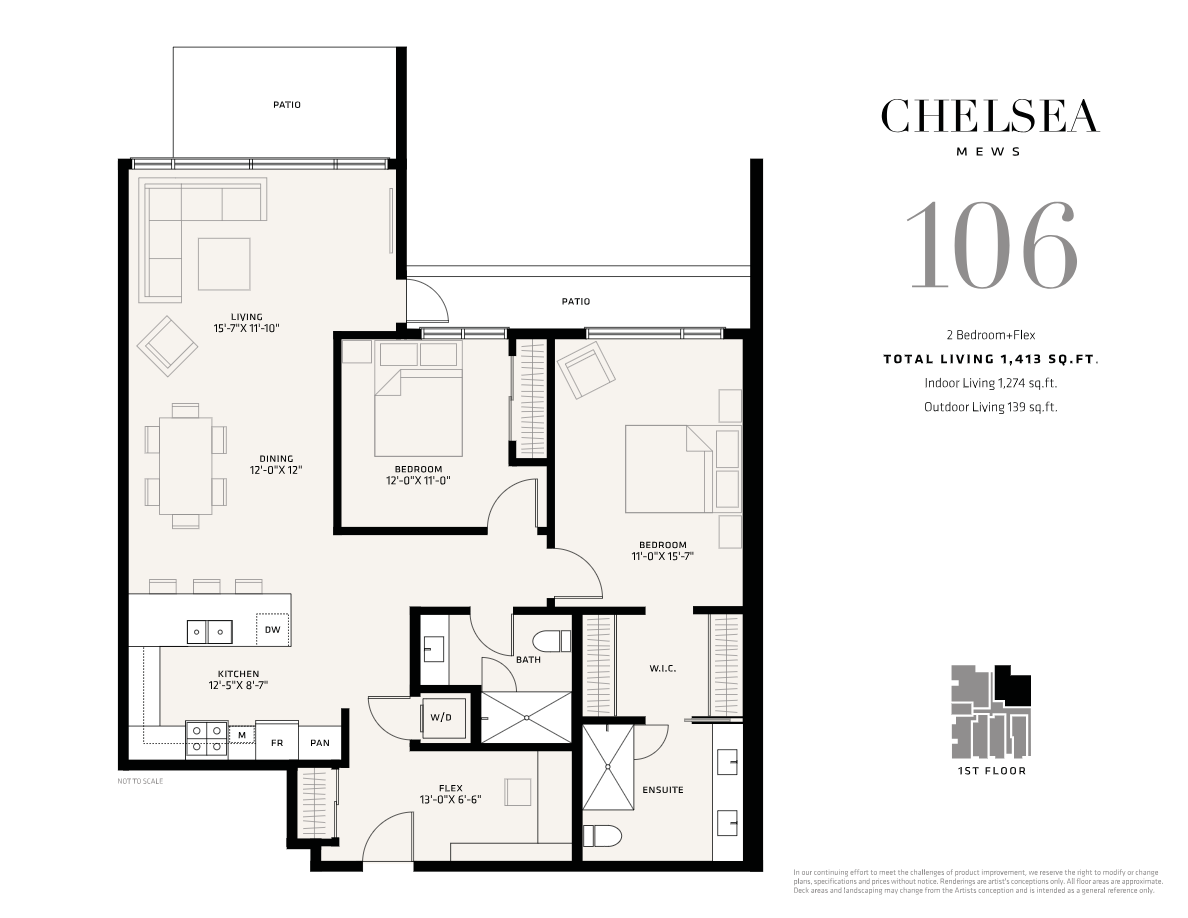 PATIO
CHELSEA
MEWS
106
2 Bedroom+Flex
TOTAL LIVING 1,413 SQ.FT.
Indoor Living 1,274 sq.ft.
Outdoor Living 139 sq.ft.
PATIO
LIVING
15'-7"X 11'-10"
DINING
12'-0"X 12"
BEDROOM
12'-0"X 11'-0"
BEDROOM
11'-0"X 15'-7"
DW
KITCHEN
12'-5"X 8'-7"
M
FR
PAN
BATH
W/D
W.I.C.
FLEX
13'-0"X 6'-6"
ENSUITE
NOT TO SCALE
1ST FLOOR
In our continuing effort to meet the challenges of product improvement, we reserve the right to modify or change
plans, specifications and prices without notice. Renderings are artist's conceptions only. All floor areas are approximate.
Deck areas and landscaping may change from the Artists conception and is intended as a general reference only.